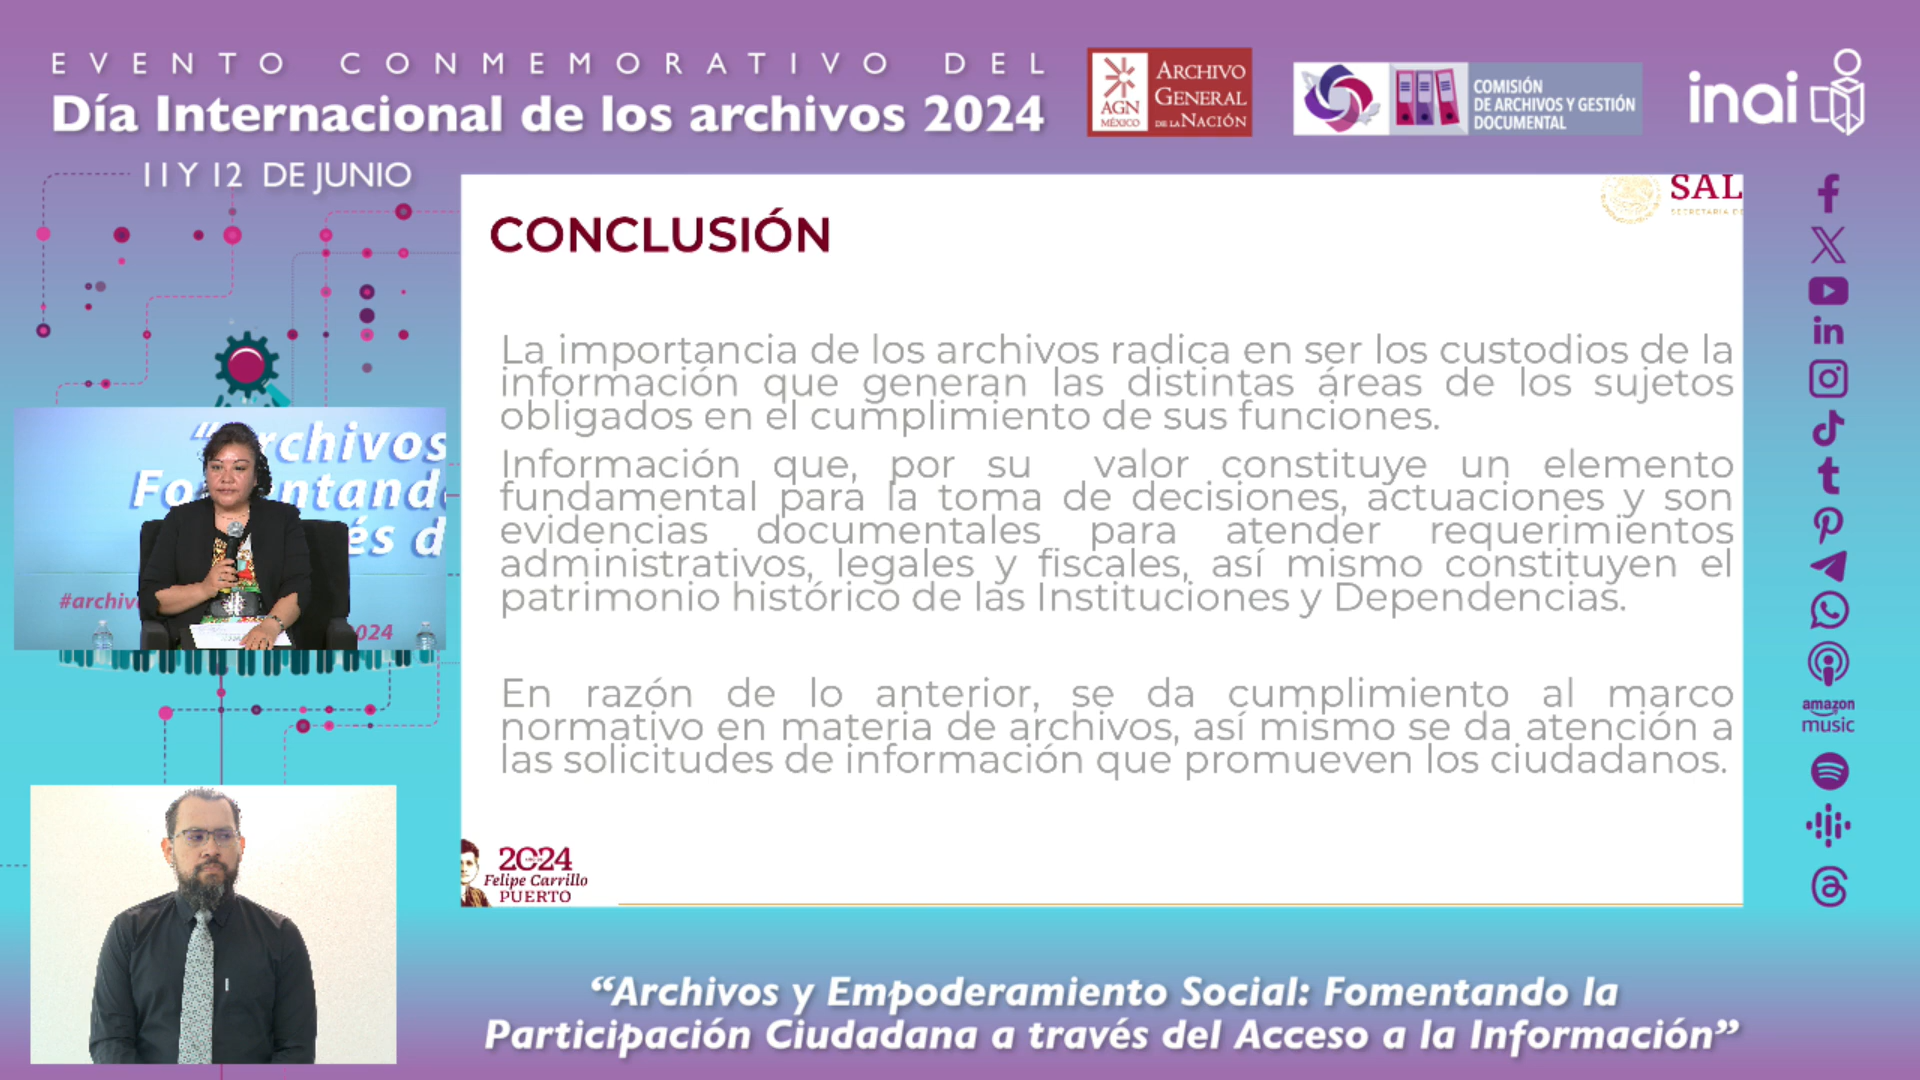 EVENTO CONMEMORATIVO DEL
Día Internacional de los archivos 2024
11 Y 12 DE JUNIO
AGN
MÉXICO
ARCHIVO
GENERAL
DE LA NACIÓN
COMISIÓN
DE ARCHIVOS Y GESTIÓN
DOCUMENTAL
inai
SAL
SECRETARÍA DE
CONCLUSIÓN
La importancia de los archivos radica en ser los custodios de la
información que generan las distintas áreas de los sujetos
obligados en el cumplimiento de sus funciones.
Información que, por su valor constituye un elemento
fundamental para la toma de decisiones, actuaciones y son
evidencias documentales para atender requerimientos
administrativos, legales y fiscales, así mismo constituyen el
patrimonio histórico de las Instituciones y Dependencias.
En razón de lo anterior, se da cumplimiento al marco
normativo en materia de archivos, así mismo se da atención a
las solicitudes de información que promueven los ciudadanos.
2024
Felipe Carrillo
PUERTO
"Archivos
Fo ntand
és d
#archiv
024
amazon
music
“Archivos y Empoderamiento Social: Fomentando la
Participación Ciudadana a través del Acceso a la Información”